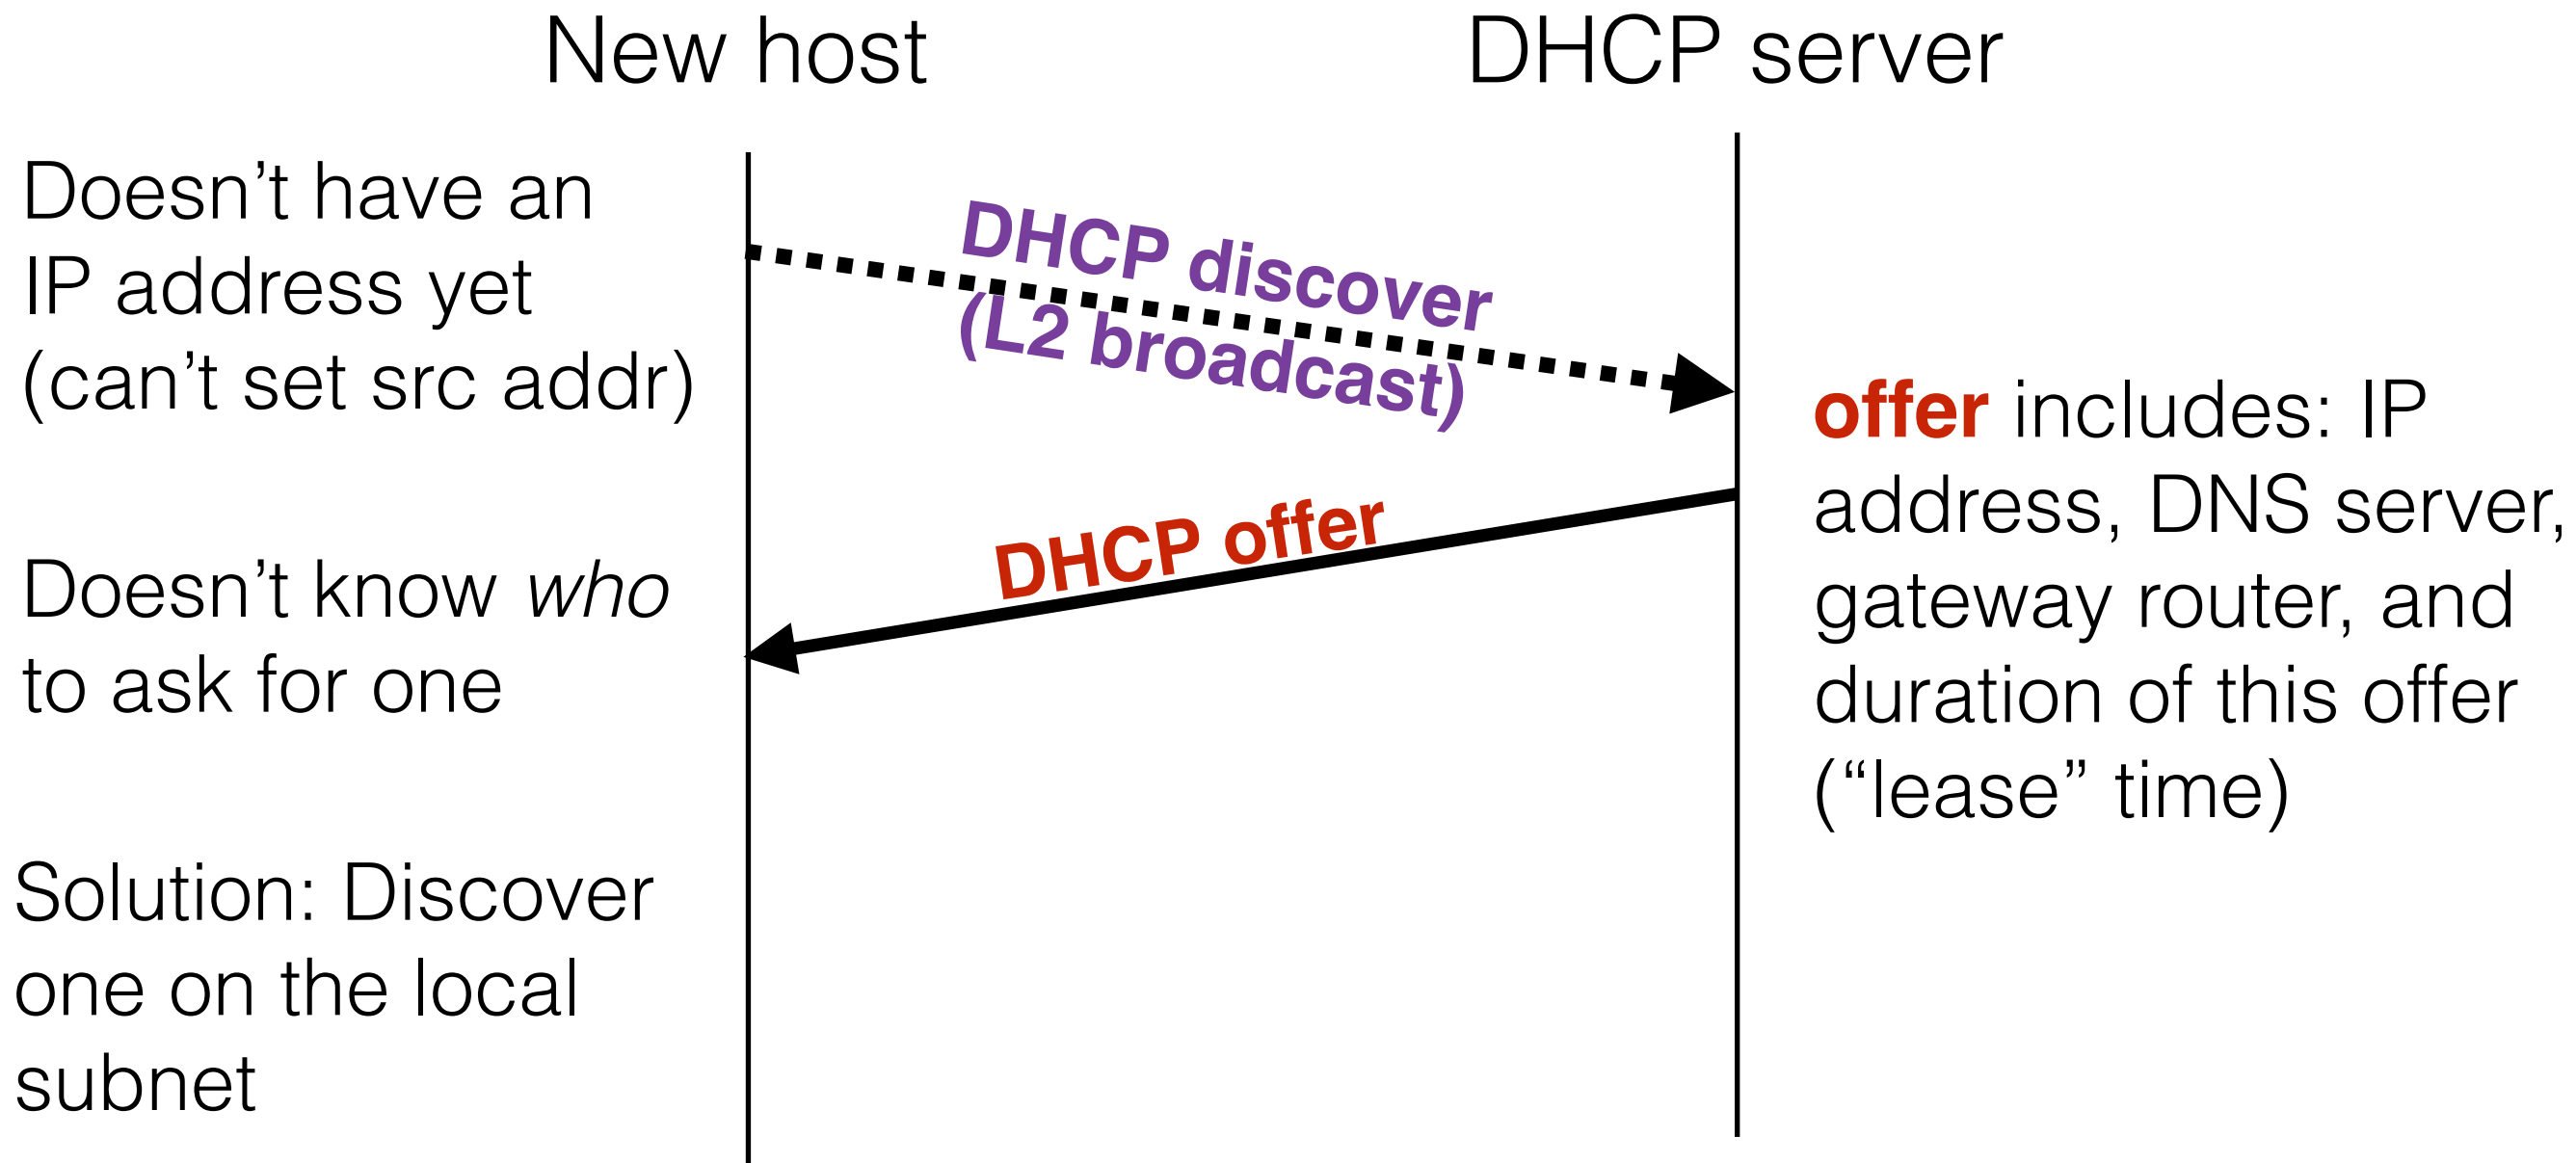 New host
DHCP server
Doesn’t have an
IP address yet
(can’t set src addr)
Doesn’t know who
to ask for one
Solution: Discover
one on the local
subnet
DHCP discover
(L2 broadcast)
DHCP offer
offer includes: IP
address, DNS server,
gateway router, and
duration of this offer
(“lease” time)